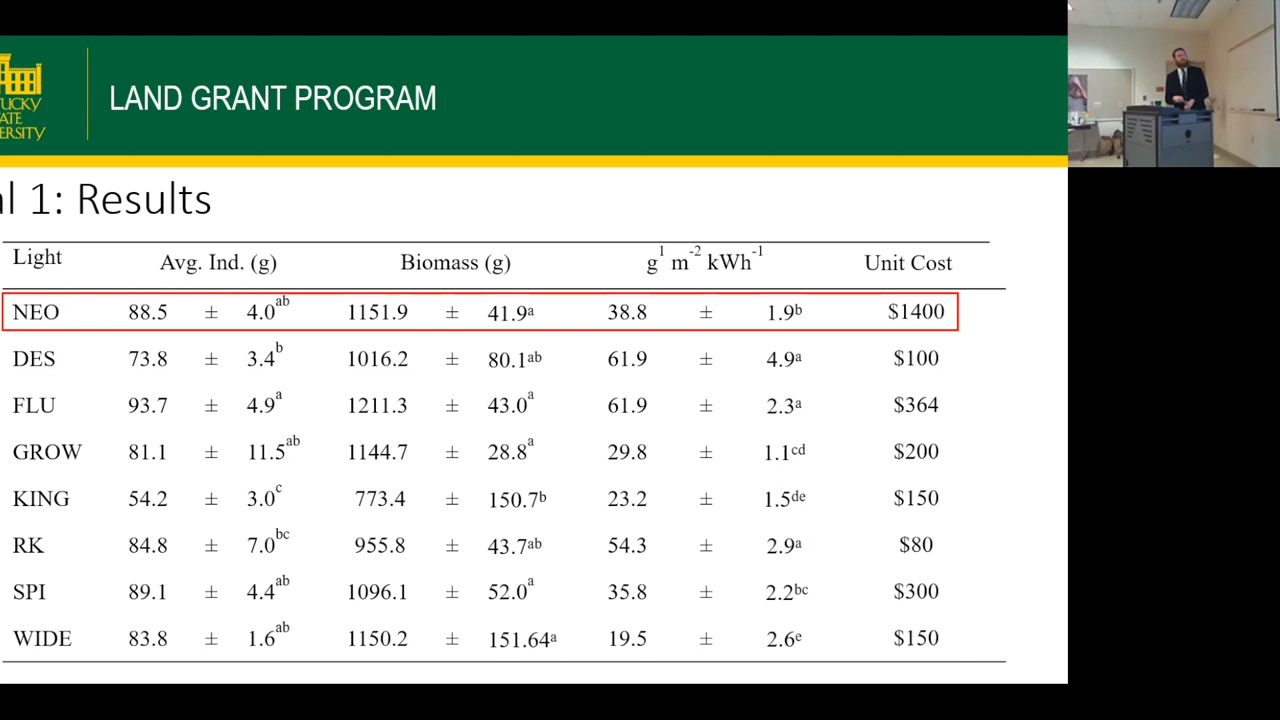 LAND GRANT PROGRAM
UCKY
ATE
ERSITY
al 1: Results
Light Avg. Ind. (g) Biomass (g) g¹ m⁻² kWh⁻¹ Unit Cost
NEO 88.5 ± 4.0ᵃᵇ 1151.9 ± 41.9ᵃ 38.8 ± 1.9ᵇ $1400
DES 73.8 ± 3.4ᵇ 1016.2 ± 80.1ᵃᵇ 61.9 ± 4.9ᵃ $100
FLU 93.7 ± 4.9ᵃ 1211.3 ± 43.0ᵃ 61.9 ± 2.3ᵃ $364
GROW 81.1 ± 11.5ᵃᵇ 1144.7 ± 28.8ᵃ 29.8 ± 1.1ᶜᵈ $200
KING 54.2 ± 3.0ᶜ 773.4 ± 150.7ᵇ 23.2 ± 1.5ᵈᵉ $150
RK 84.8 ± 7.0ᵇᶜ 955.8 ± 43.7ᵃᵇ 54.3 ± 2.9ᵃ $80
SPI 89.1 ± 4.4ᵃᵇ 1096.1 ± 52.0ᵃ 35.8 ± 2.2ᵇᶜ $300
WIDE 83.8 ± 1.6ᵃᵇ 1150.2 ± 151.64ᵃ 19.5 ± 2.6ᵉ $150